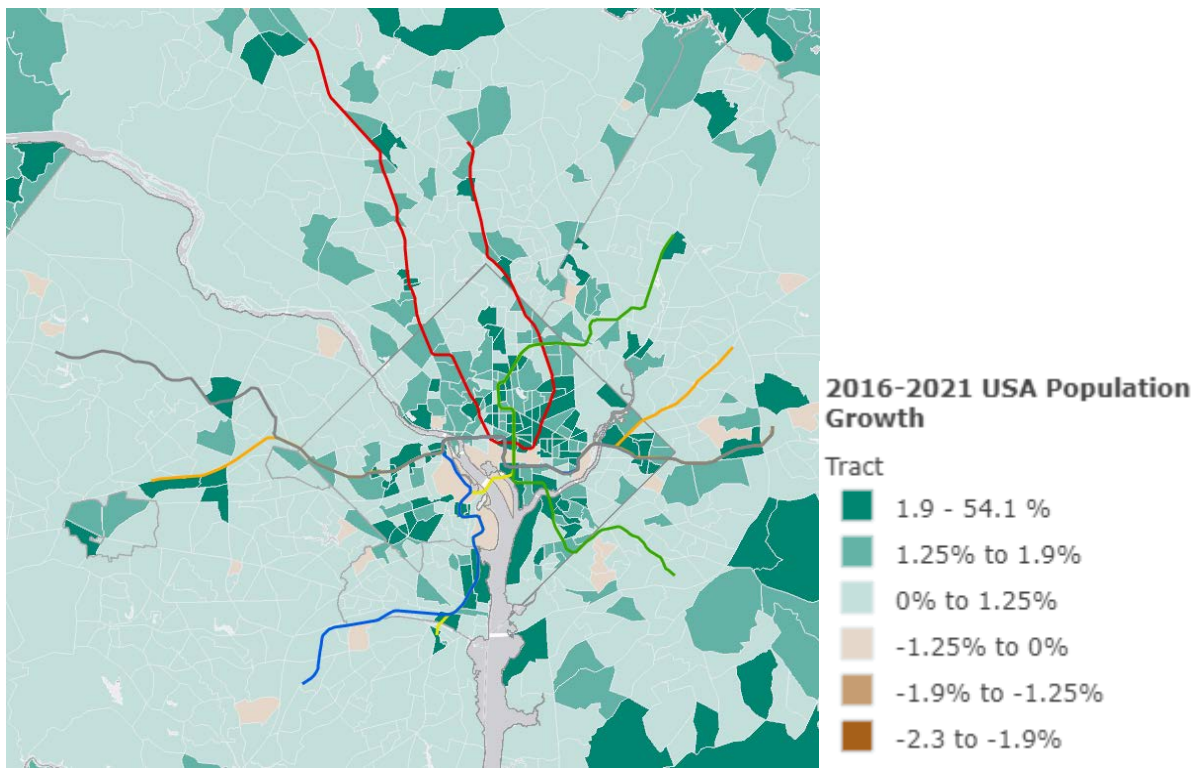 2016-2021 USA Population
Growth
Tract
1.9 - 54.1 %
1.25% to 1.9%
0% to 1.25%
-1.25% to 0%
-1.9% to -1.25%
-2.3 to -1.9%